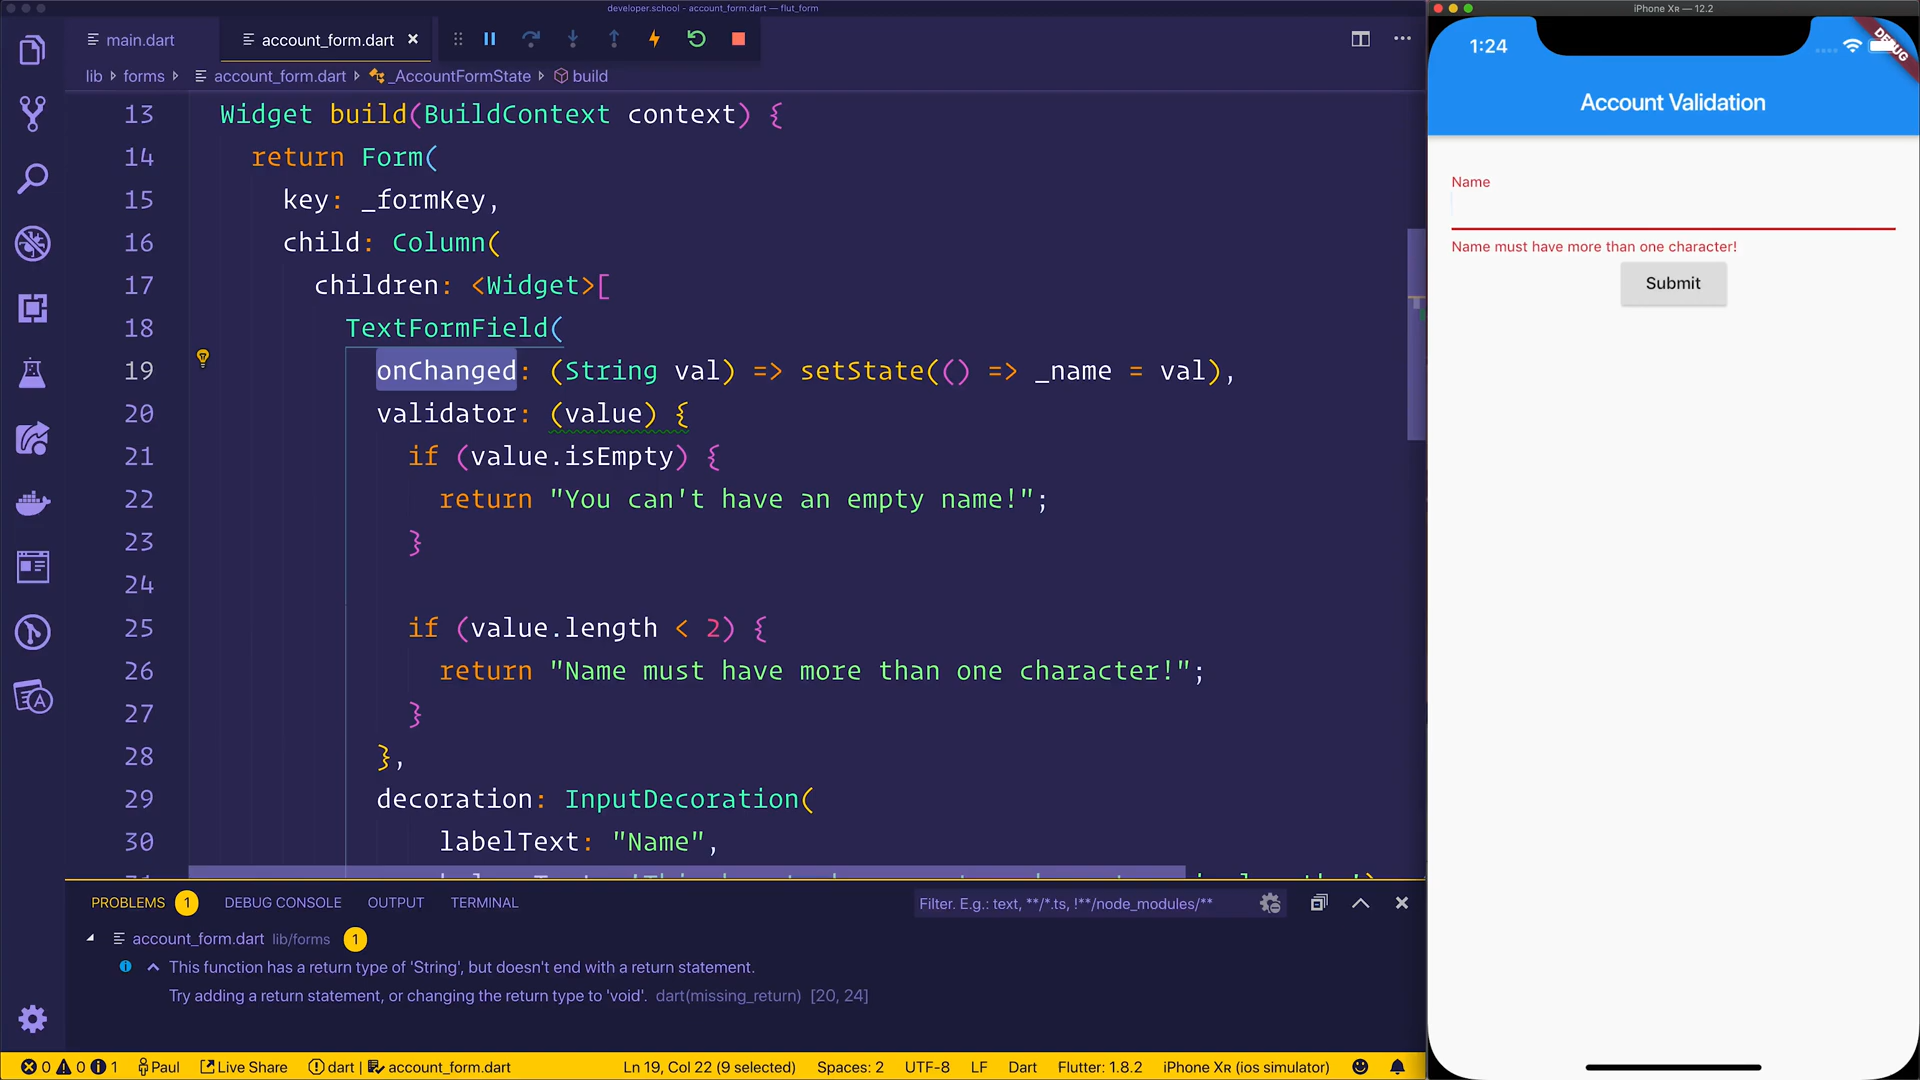 developer.school - account_form.dart — flut_form
main.dart
account_form.dart
lib forms account_form.dart _AccountFormState build
13 Widget build(BuildContext context) {
14 return Form(
15 key: _formKey,
16 child: Column(
17 children: <Widget>[
18 TextFormField(
19 onChanged: (String val) => setState(() => _name = val),
20 validator: (value) {
21 if (value.isEmpty) {
22 return "You can't have an empty name!";
23 }
24
25 if (value.length < 2) {
26 return "Name must have more than one character!";
27 }
28 },
29 decoration: InputDecoration(
30 labelText: "Name",
PROBLEMS 1 DEBUG CONSOLE OUTPUT TERMINAL
Filter. E.g.: text, **/*.ts, !**/node_modules/**
account_form.dart lib/forms 1
This function has a return type of 'String', but doesn't end with a return statement.
Try adding a return statement, or changing the return type to 'void'. dart(missing_return) [20, 24]
0 0 1 Paul Live Share dart | account_form.dart Ln 19, Col 22 (9 selected) Spaces: 2 UTF-8 LF Dart Flutter: 1.8.2 iPhone Xʀ (ios simulator)
iPhone Xʀ — 12.2
1:24
DEBUG
Account Validation
Name
Name must have more than one character!
Submit